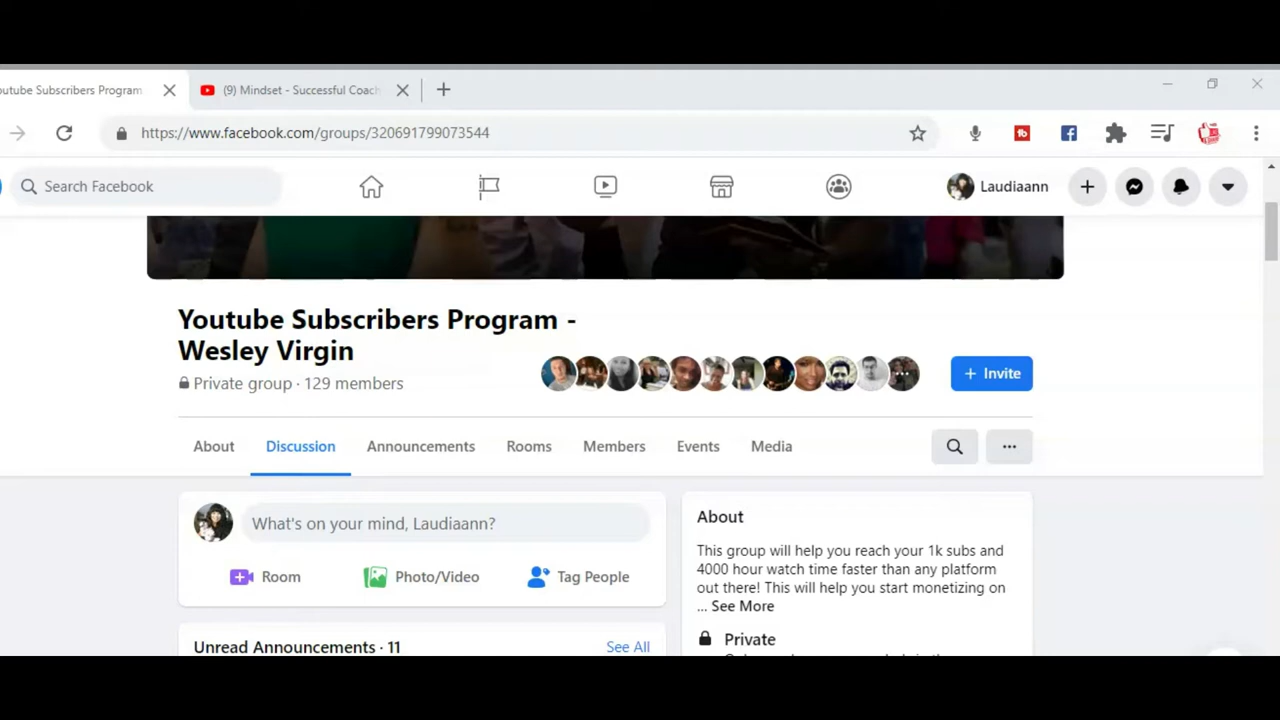 outube Subscribers Program
(9) Mindset - Successful Coach
https://www.facebook.com/groups/320691799073544
Search Facebook
Laudiaann
Youtube Subscribers Program -
Wesley Virgin
Private group · 129 members
+ Invite
About
Discussion
Announcements
Rooms
Members
Events
Media
What's on your mind, Laudiaann?
Room
Photo/Video
Tag People
Unread Announcements · 11
See All
About
This group will help you reach your 1k subs and
4000 hour watch time faster than any platform
out there! This will help you start monetizing on
... See More
Private